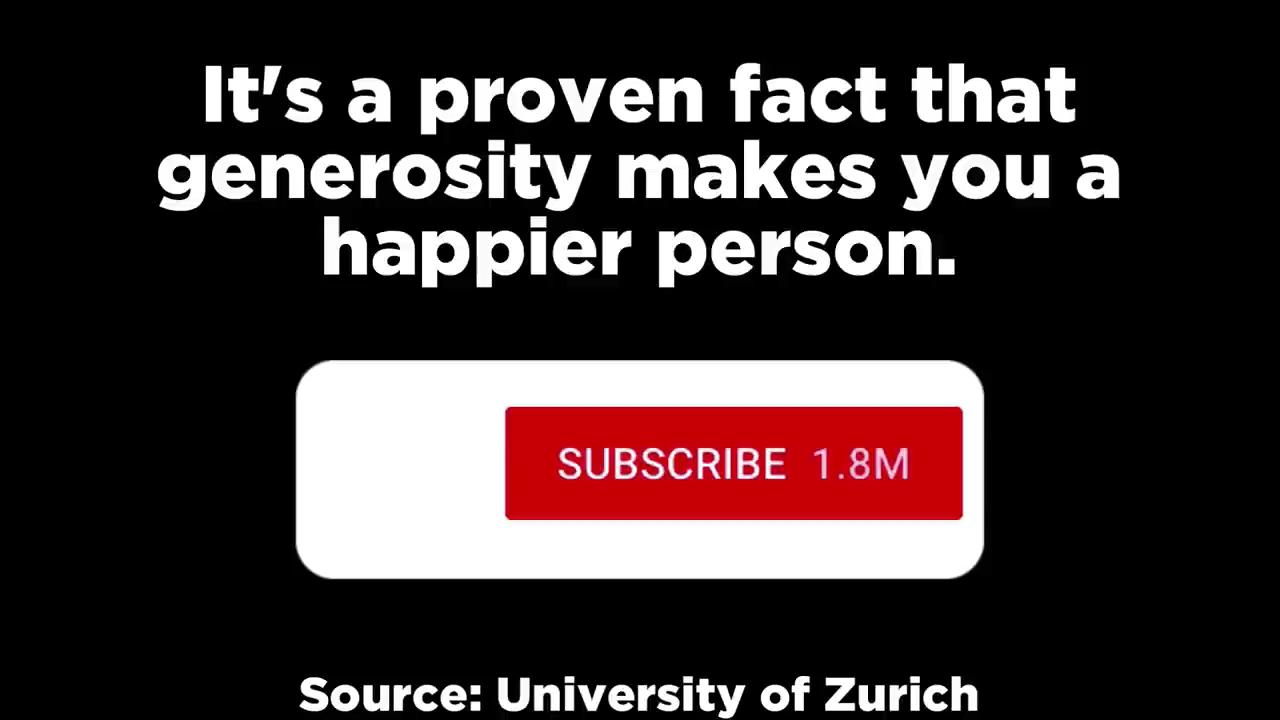 It's a proven fact that
generosity makes you a
happier person.
SUBSCRIBE 1.8M
Source: University of Zurich